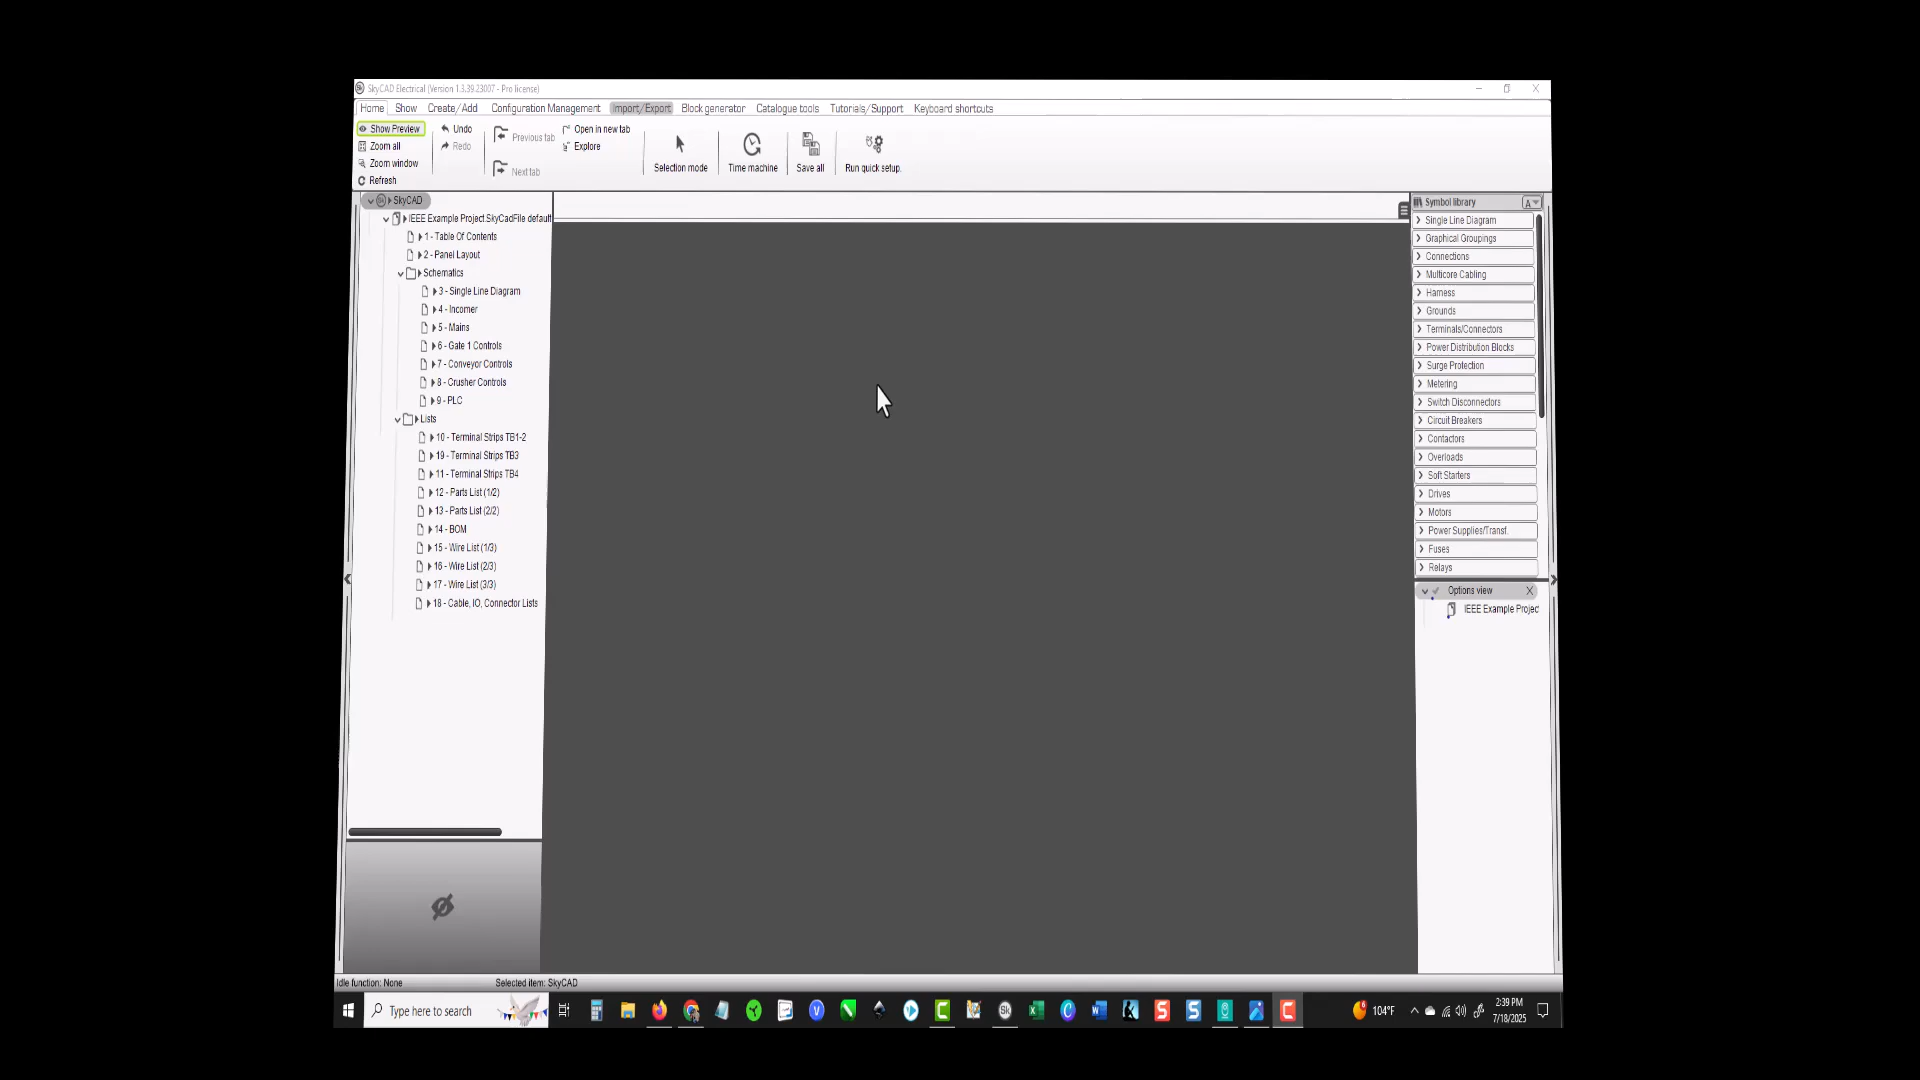 SkyCAD Electrical (Version 1.3.39.23007 - Pro license)
Home Show Create/Add Configuration Management Import/Export Block generator Catalogue tools Tutorials/Support Keyboard shortcuts
Show Preview
Zoom all
Zoom window
Refresh
Undo
Redo
Previous tab
Next tab
Open in new tab
Explore
Selection mode
Time machine
Save all
Run quick setup.
SkyCAD
IEEE Example Project.SkyCadFile default
1 - Table Of Contents
2 - Panel Layout
Schematics
3 - Single Line Diagram
4 - Incomer
5 - Mains
6 - Gate 1 Controls
7 - Conveyor Controls
8 - Crusher Controls
9 - PLC
Lists
10 - Terminal Strips TB1-2
19 - Terminal Strips TB3
11 - Terminal Strips TB4
12 - Parts List (1/2)
13 - Parts List (2/2)
14 - BOM
15 - Wire List (1/3)
16 - Wire List (2/3)
17 - Wire List (3/3)
18 - Cable, IO, Connector Lists
Symbol library
A
Single Line Diagram
Graphical Groupings
Connections
Multicore Cabling
Harness
Grounds
Terminals/Connectors
Power Distribution Blocks
Surge Protection
Metering
Switch Disconnectors
Circuit Breakers
Contactors
Overloads
Soft Starters
Drives
Motors
Power Supplies/Transf.
Fuses
Relays
Options view
IEEE Example Projec
Idle function: None
Selected item: SkyCAD
Type here to search
104°F
2:39 PM
7/18/2025